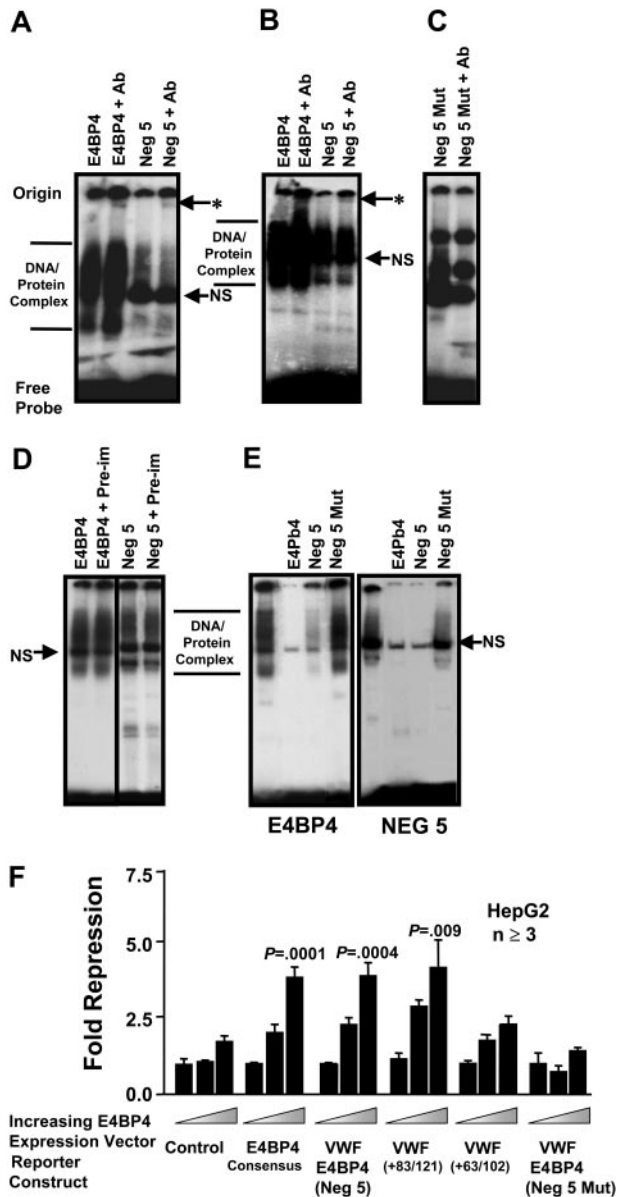 A
B
C
E4BP4
E4BP4 + Ab
Neg 5
Neg 5 + Ab
E4BP4
E4BP4 + Ab
Neg 5
Neg 5 + Ab
Neg 5 Mut
Neg 5 Mut + Ab
Origin
*
*
DNA/
Protein
Complex
NS
DNA/
Protein
Complex
NS
Free
Probe
D
E
E4BP4
E4BP4 + Pre-im
Neg 5
Neg 5 + Pre-im
E4Pb4
Neg 5
Neg 5 Mut
E4Pb4
Neg 5
Neg 5 Mut
NS
DNA/
Protein
Complex
NS
E4BP4
NEG 5
F
Fold Repression
7.5
5.0
2.5
0.0
HepG2
n ≥ 3
P=.0001
P=.0004
P=.009
Increasing E4BP4
Expression Vector
Reporter
Construct
Control
E4BP4
Consensus
VWF
E4BP4
(Neg 5)
VWF
(+83/121)
VWF
(+63/102)
VWF
E4BP4
(Neg 5 Mut)